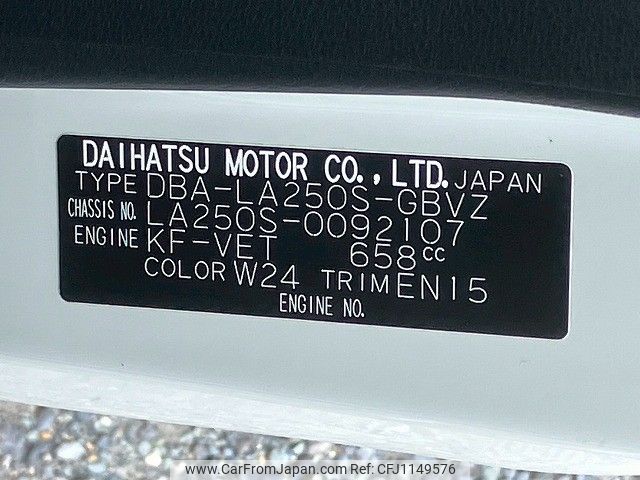 DAIHATSU MOTOR CO., LTD. JAPAN
TYPE DBA-LA250S-GBVZ
CHASSIS NO. LA250S-0092107
ENGINE KF-VET 658cc
COLOR W24 TRIM EN15
ENGINE NO.
www.CarFromJapan.com Ref: CFJ1149576